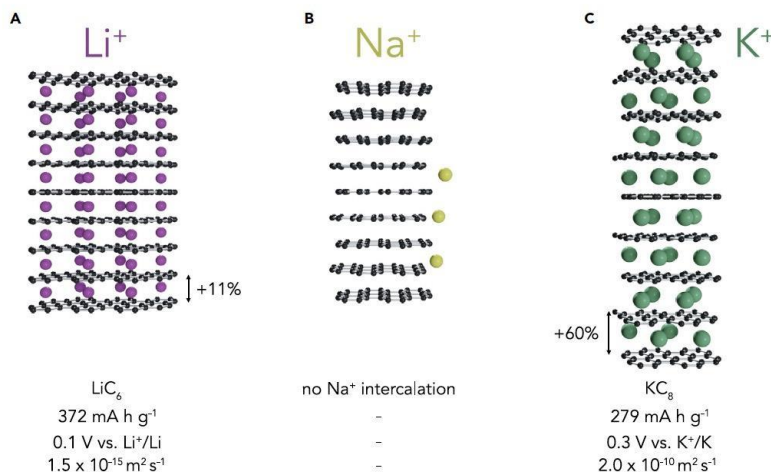 A
Li⁺
+11%
LiC₆
372 mA h g⁻¹
0.1 V vs. Li⁺/Li
1.5 x 10⁻¹⁵ m² s⁻¹
B
Na⁺
no Na⁺ intercalation
–
–
–
C
K⁺
+60%
KC₈
279 mA h g⁻¹
0.3 V vs. K⁺/K
2.0 x 10⁻¹⁰ m² s⁻¹